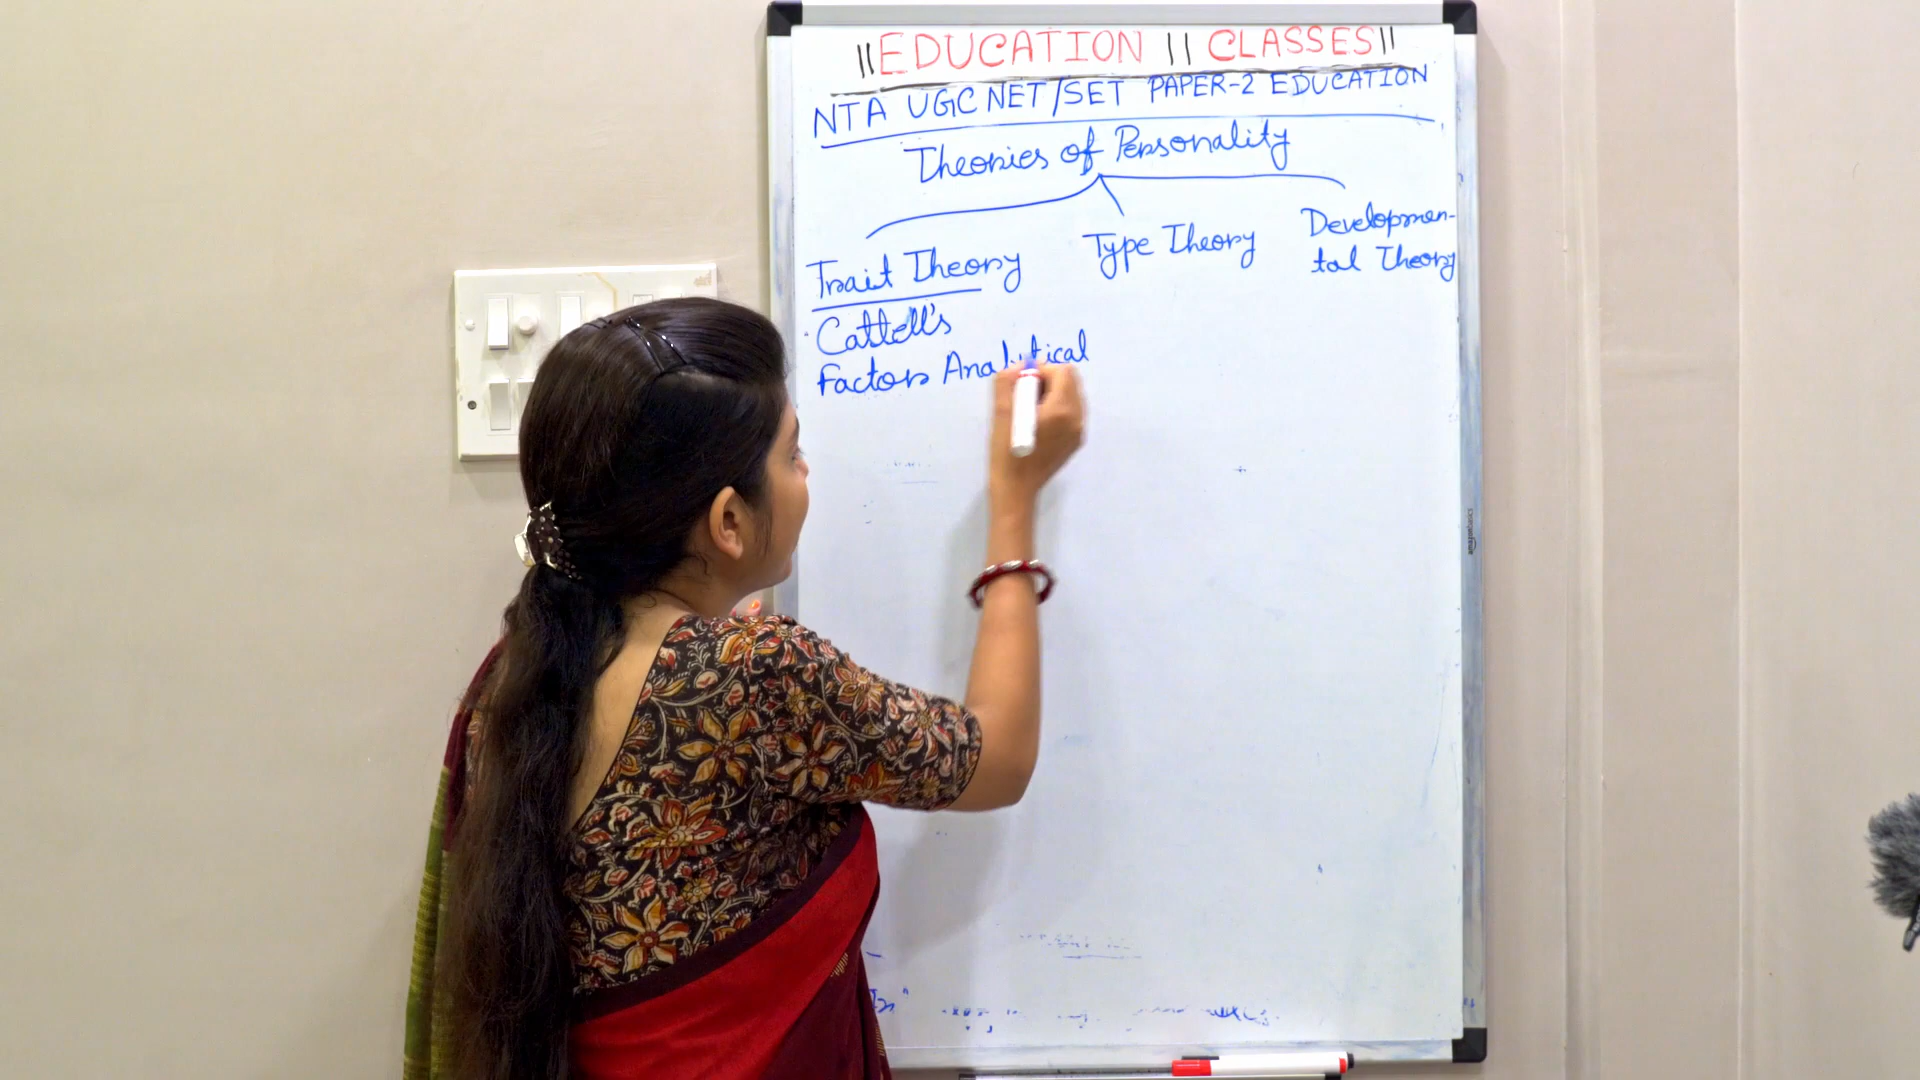 ||EDUCATION || CLASSES||
NTA UGC NET/SET PAPER-2 EDUCATION
Theories of Personality
Trait Theory
Type Theory
Developmen-
tal Theory
Cattell's
Factors Analytical